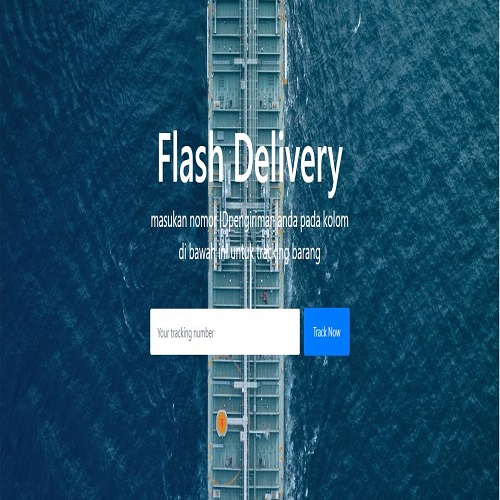 Flash Delivery
masukan nomor IDpengiriman anda pada kolom
di bawah ini untuk tracking barang
Your tracking number
Track Now